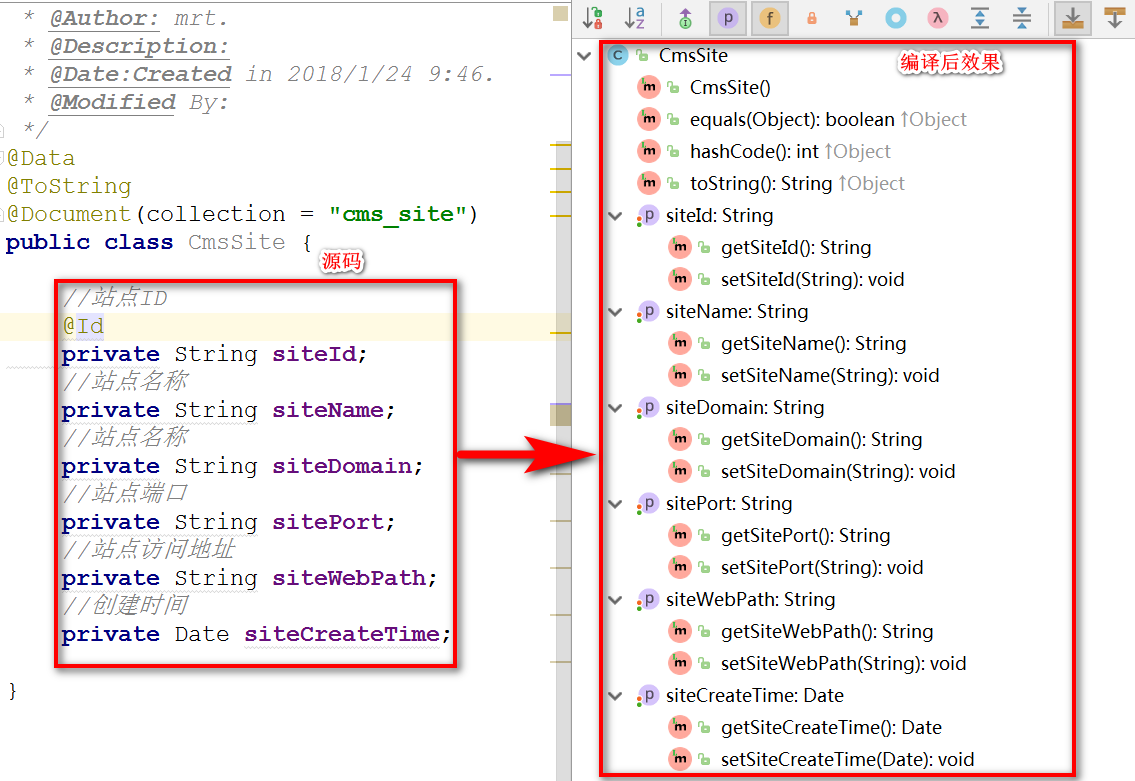 * @Author: mrt.
* @Description:
* @Date:Created in 2018/1/24 9:46.
* @Modified By:
*/
@Data
@ToString
@Document(collection = "cms_site")
public class CmsSite {
源码
//站点ID
@Id
private String siteId;
//站点名称
private String siteName;
//站点名称
private String siteDomain;
//站点端口
private String sitePort;
//站点访问地址
private String siteWebPath;
//创建时间
private Date siteCreateTime;
}
编译后效果
CmsSite
CmsSite()
equals(Object): boolean ↑Object
hashCode(): int ↑Object
toString(): String ↑Object
siteId: String
getSiteId(): String
setSiteId(String): void
siteName: String
getSiteName(): String
setSiteName(String): void
siteDomain: String
getSiteDomain(): String
setSiteDomain(String): void
sitePort: String
getSitePort(): String
setSitePort(String): void
siteWebPath: String
getSiteWebPath(): String
setSiteWebPath(String): void
siteCreateTime: Date
getSiteCreateTime(): Date
setSiteCreateTime(Date): void